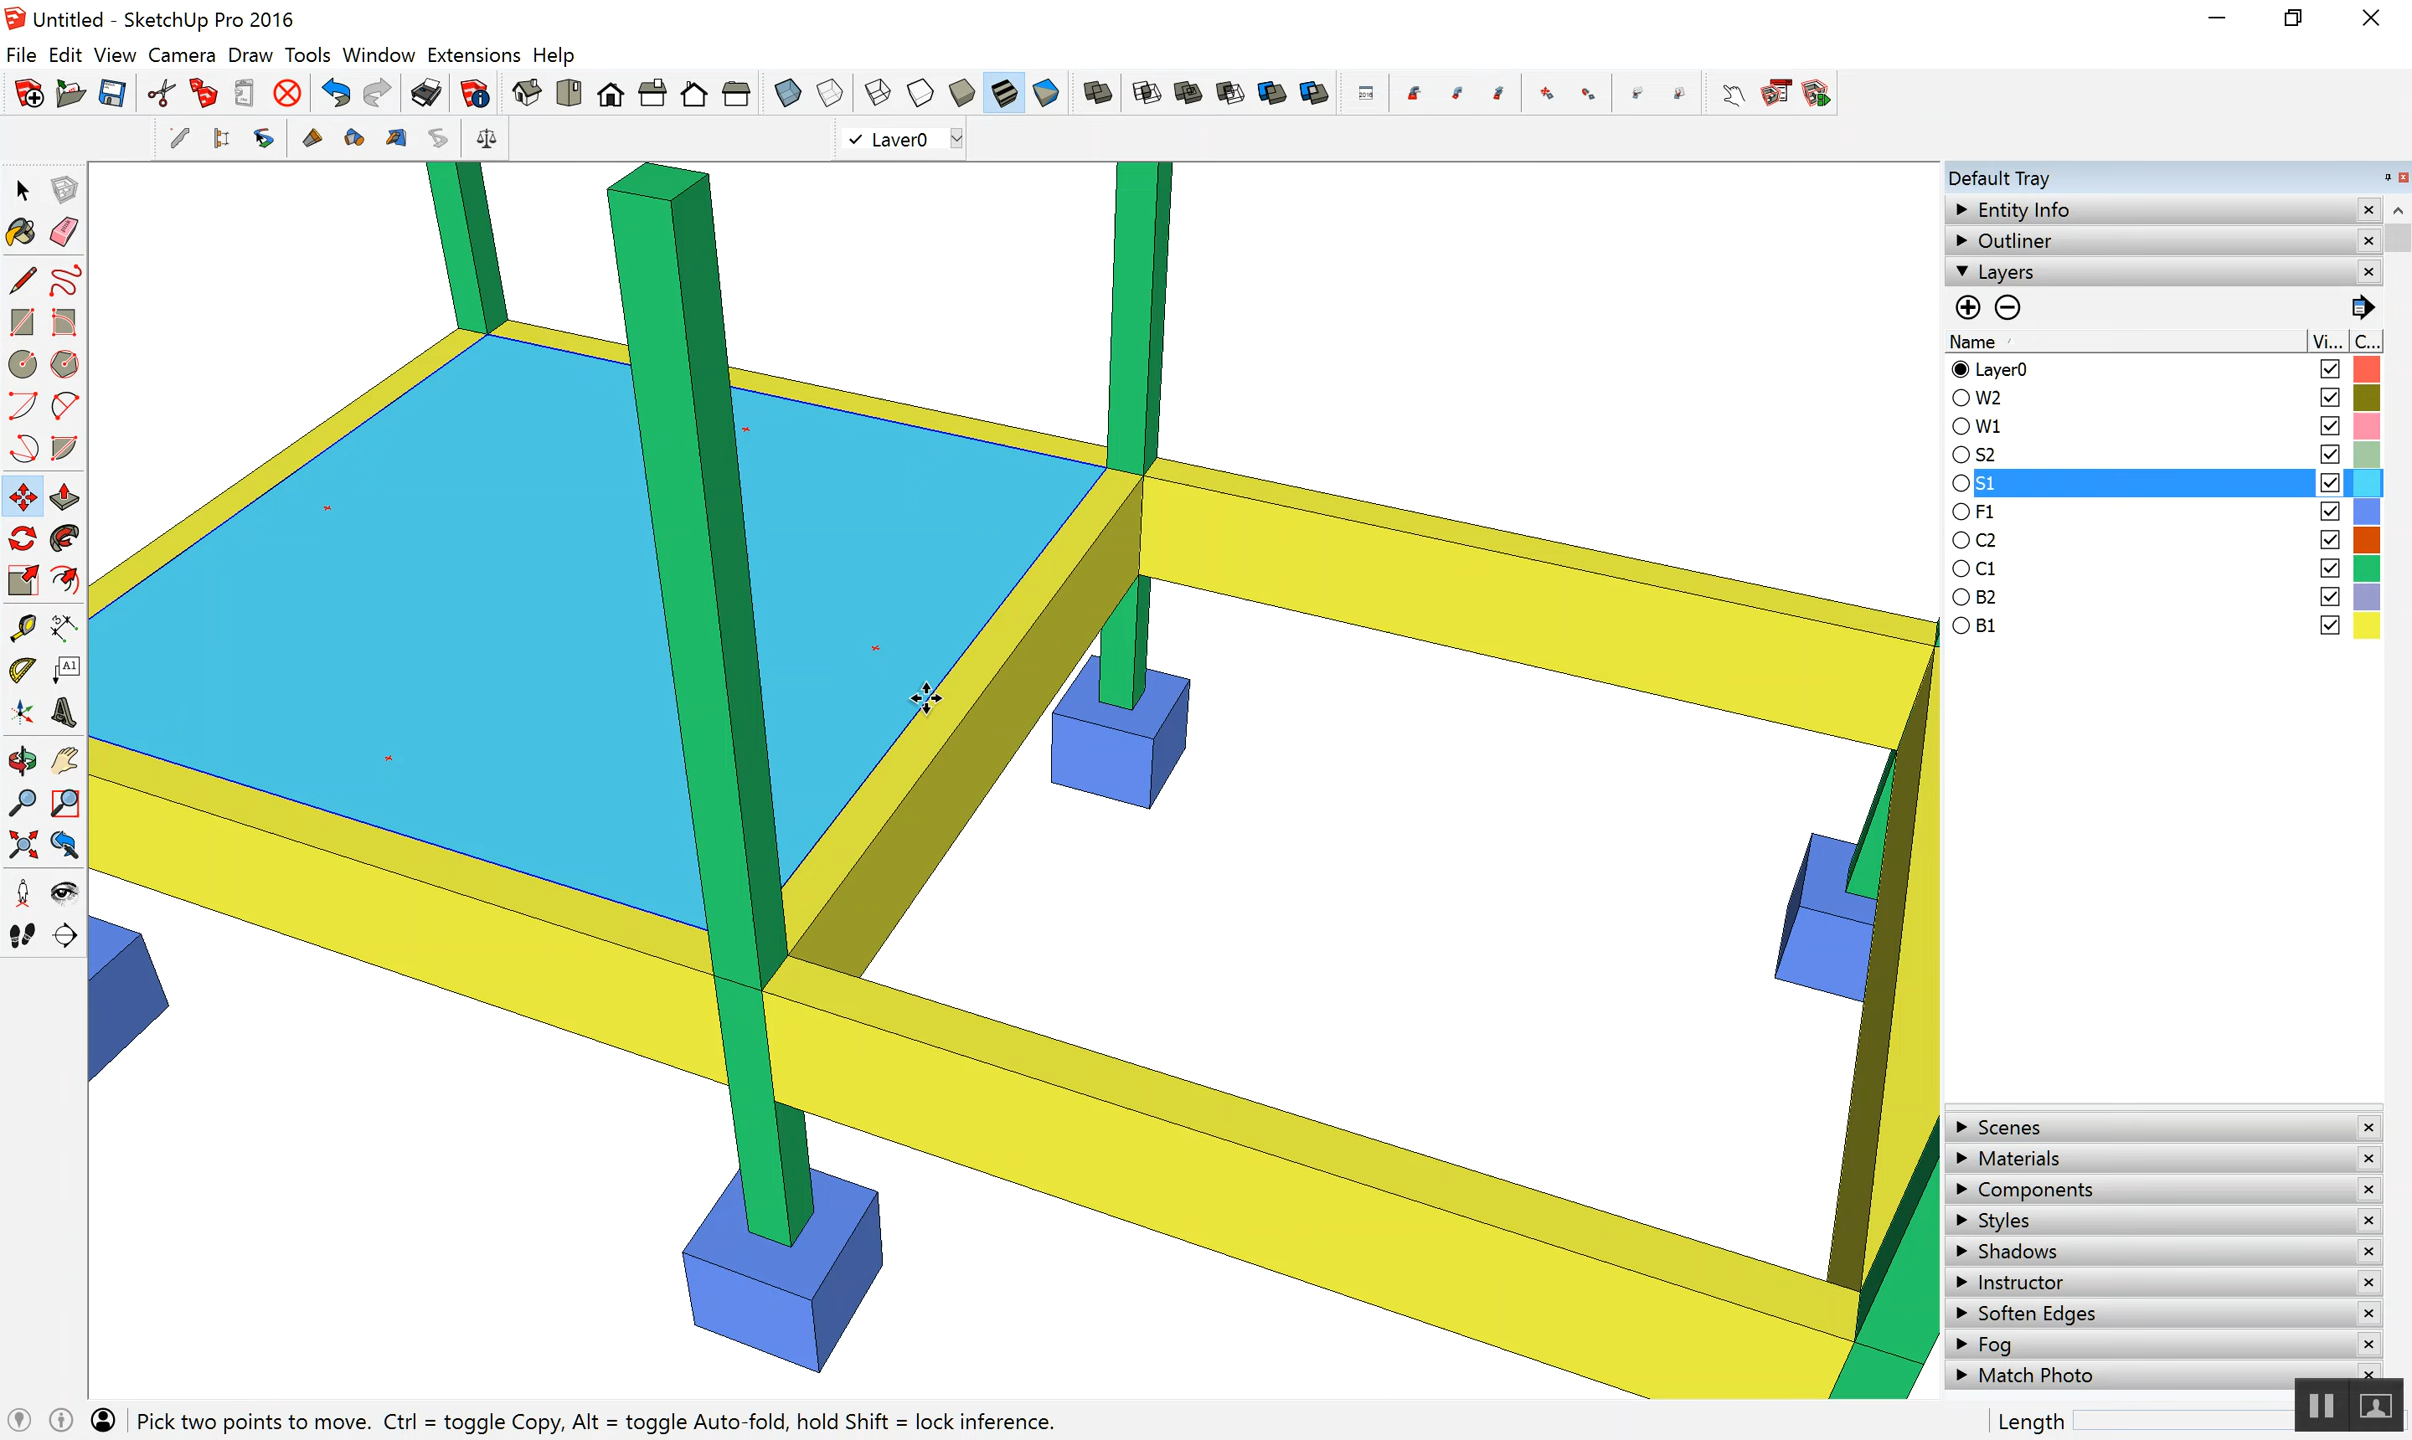 Untitled - SketchUp Pro 2016
File Edit View Camera Draw Tools Window Extensions Help
Layer0
Default Tray
Entity Info
Outliner
Layers
Name Vi... C...
Layer0
W2
W1
S2
S1
F1
C2
C1
B2
B1
Scenes
Materials
Components
Styles
Shadows
Instructor
Soften Edges
Fog
Match Photo
A1
Pick two points to move. Ctrl = toggle Copy, Alt = toggle Auto-fold, hold Shift = lock inference.
Length